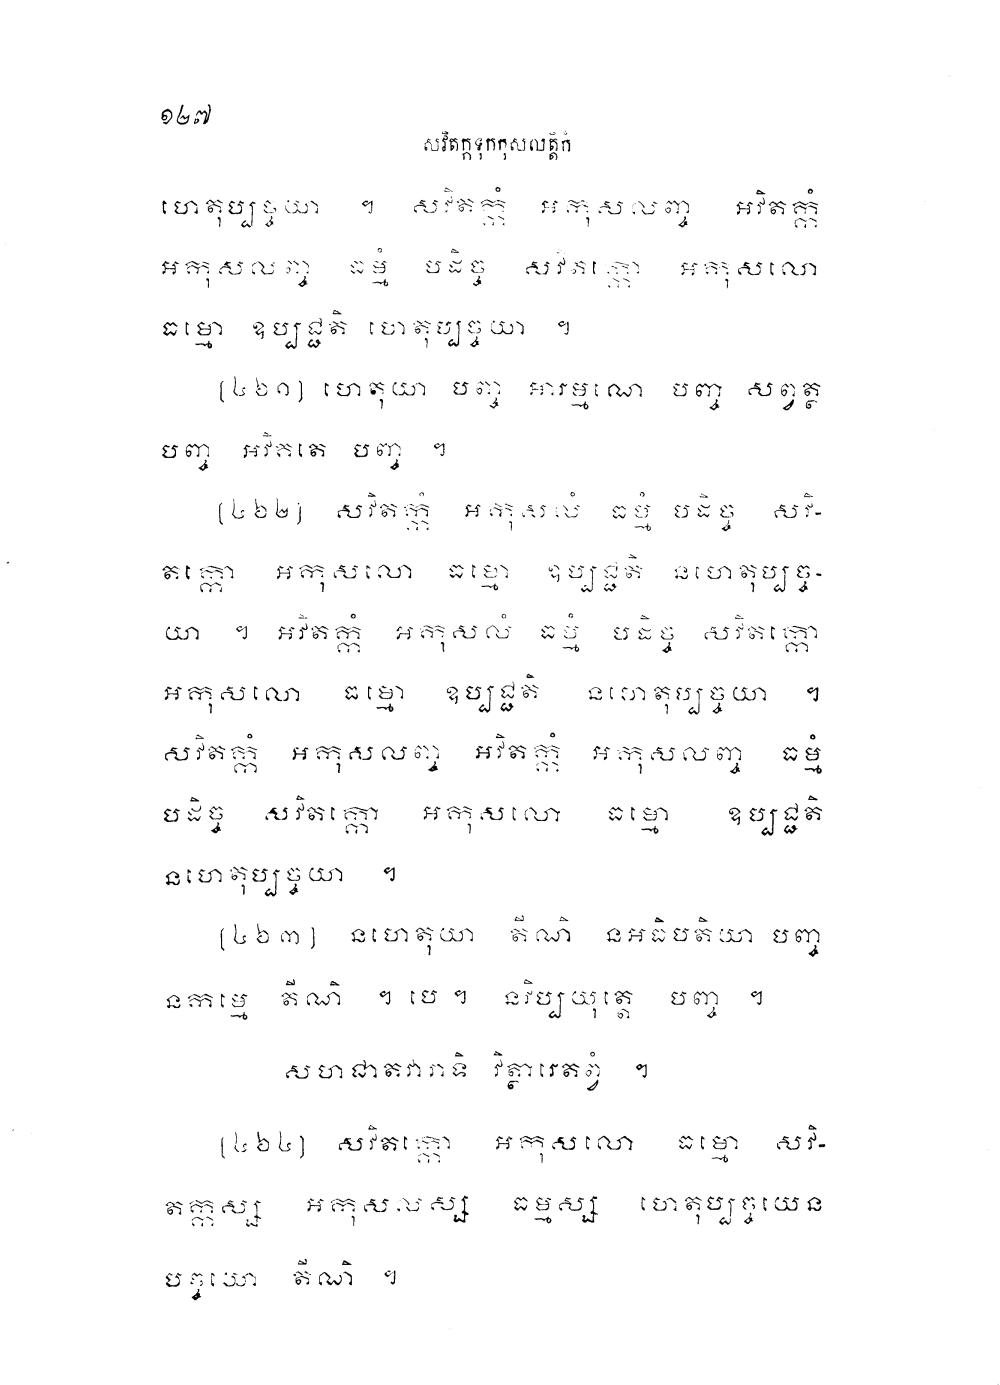 ១២៧
សវិតក្កទុកកុសលត្តិកំ
ហេតុប្បច្ចយា ។ សវិតក្កំ អកុសលញ្ច អវិតក្កំ
អកុសលញ្ច ធម្មំ បដិច្ច សវិតក្កោ អកុសលោ
ធម្មោ ឧប្បជ្ជតិ ហេតុប្បច្ចយា ។
[៤២១] ហេតុយា បញ្ច អារម្មណេ បញ្ច សព្វត្ថ
បញ្ច អវិគតេ បញ្ច ។
[៤២២] សវិតក្កំ អកុសលំ ធម្មំ បដិច្ច សវិ-
តក្កោ អកុសលោ ធម្មោ ឧប្បជ្ជតិ នហេតុប្បច្ច-
យា ។ អវិតក្កំ អកុសលំ ធម្មំ បដិច្ច សវិតក្កោ
អកុសលោ ធម្មោ ឧប្បជ្ជតិ នហេតុប្បច្ចយា ។
សវិតក្កំ អកុសលញ្ច អវិតក្កំ អកុសលញ្ច ធម្មំ
បដិច្ច សវិតក្កោ អកុសលោ ធម្មោ ឧប្បជ្ជតិ
នហេតុប្បច្ចយា ។
[៤២៣] នហេតុយា តីណិ នអធិបតិយា បញ្ច
នកម្មេ តីណិ ។ បេ ។ នវិប្បយុត្តេ បញ្ច ។
សហជាតវារាទិ វិត្ថារេតព្វំ ។
[៤២៤] សវិតក្កោ អកុសលោ ធម្មោ សវិ-
តក្កស្ស អកុសលស្ស ធម្មស្ស ហេតុប្បច្ចយេន
បច្ចយោ តីណិ ។